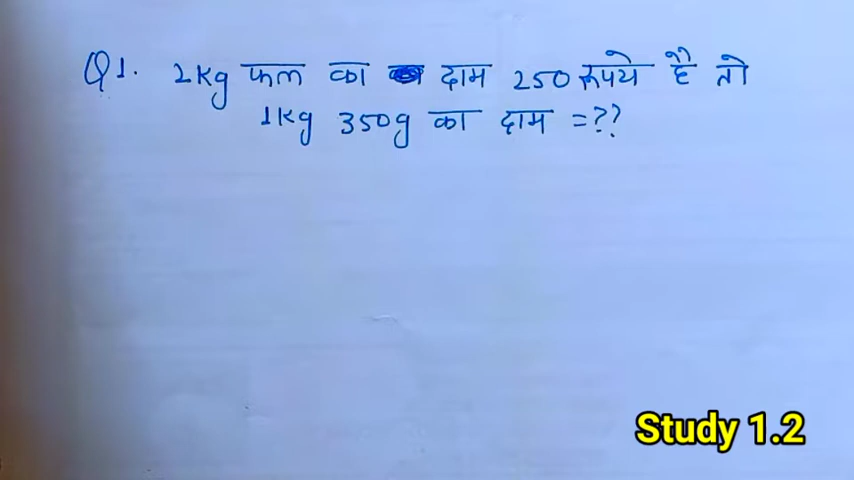 Q1. 2kg फल का दाम 250 रूपये है तो
1kg 350g का दाम =??
Study 1.2